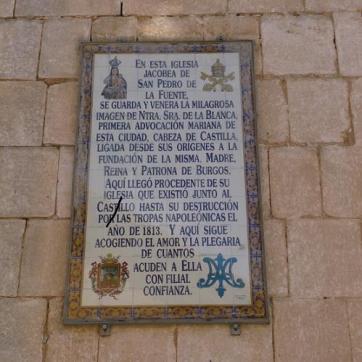 En esta iglesia
jacobea de
San Pedro de
la Fuente,
se guarda y venera la milagrosa
imagen de Ntra. Sra. de la Blanca,
primera advocación mariana de
esta ciudad, cabeza de Castilla,
ligada desde sus orígenes a la
fundación de la misma. Madre,
Reina y Patrona de Burgos.
Aquí llegó procedente de su
iglesia que existió junto al
Castillo hasta su destrucción
por las tropas napoleónicas el
año de 1813. Y aquí sigue
acogiendo el amor y la plegaria
de cuantos
acuden a Ella
con filial
confianza.